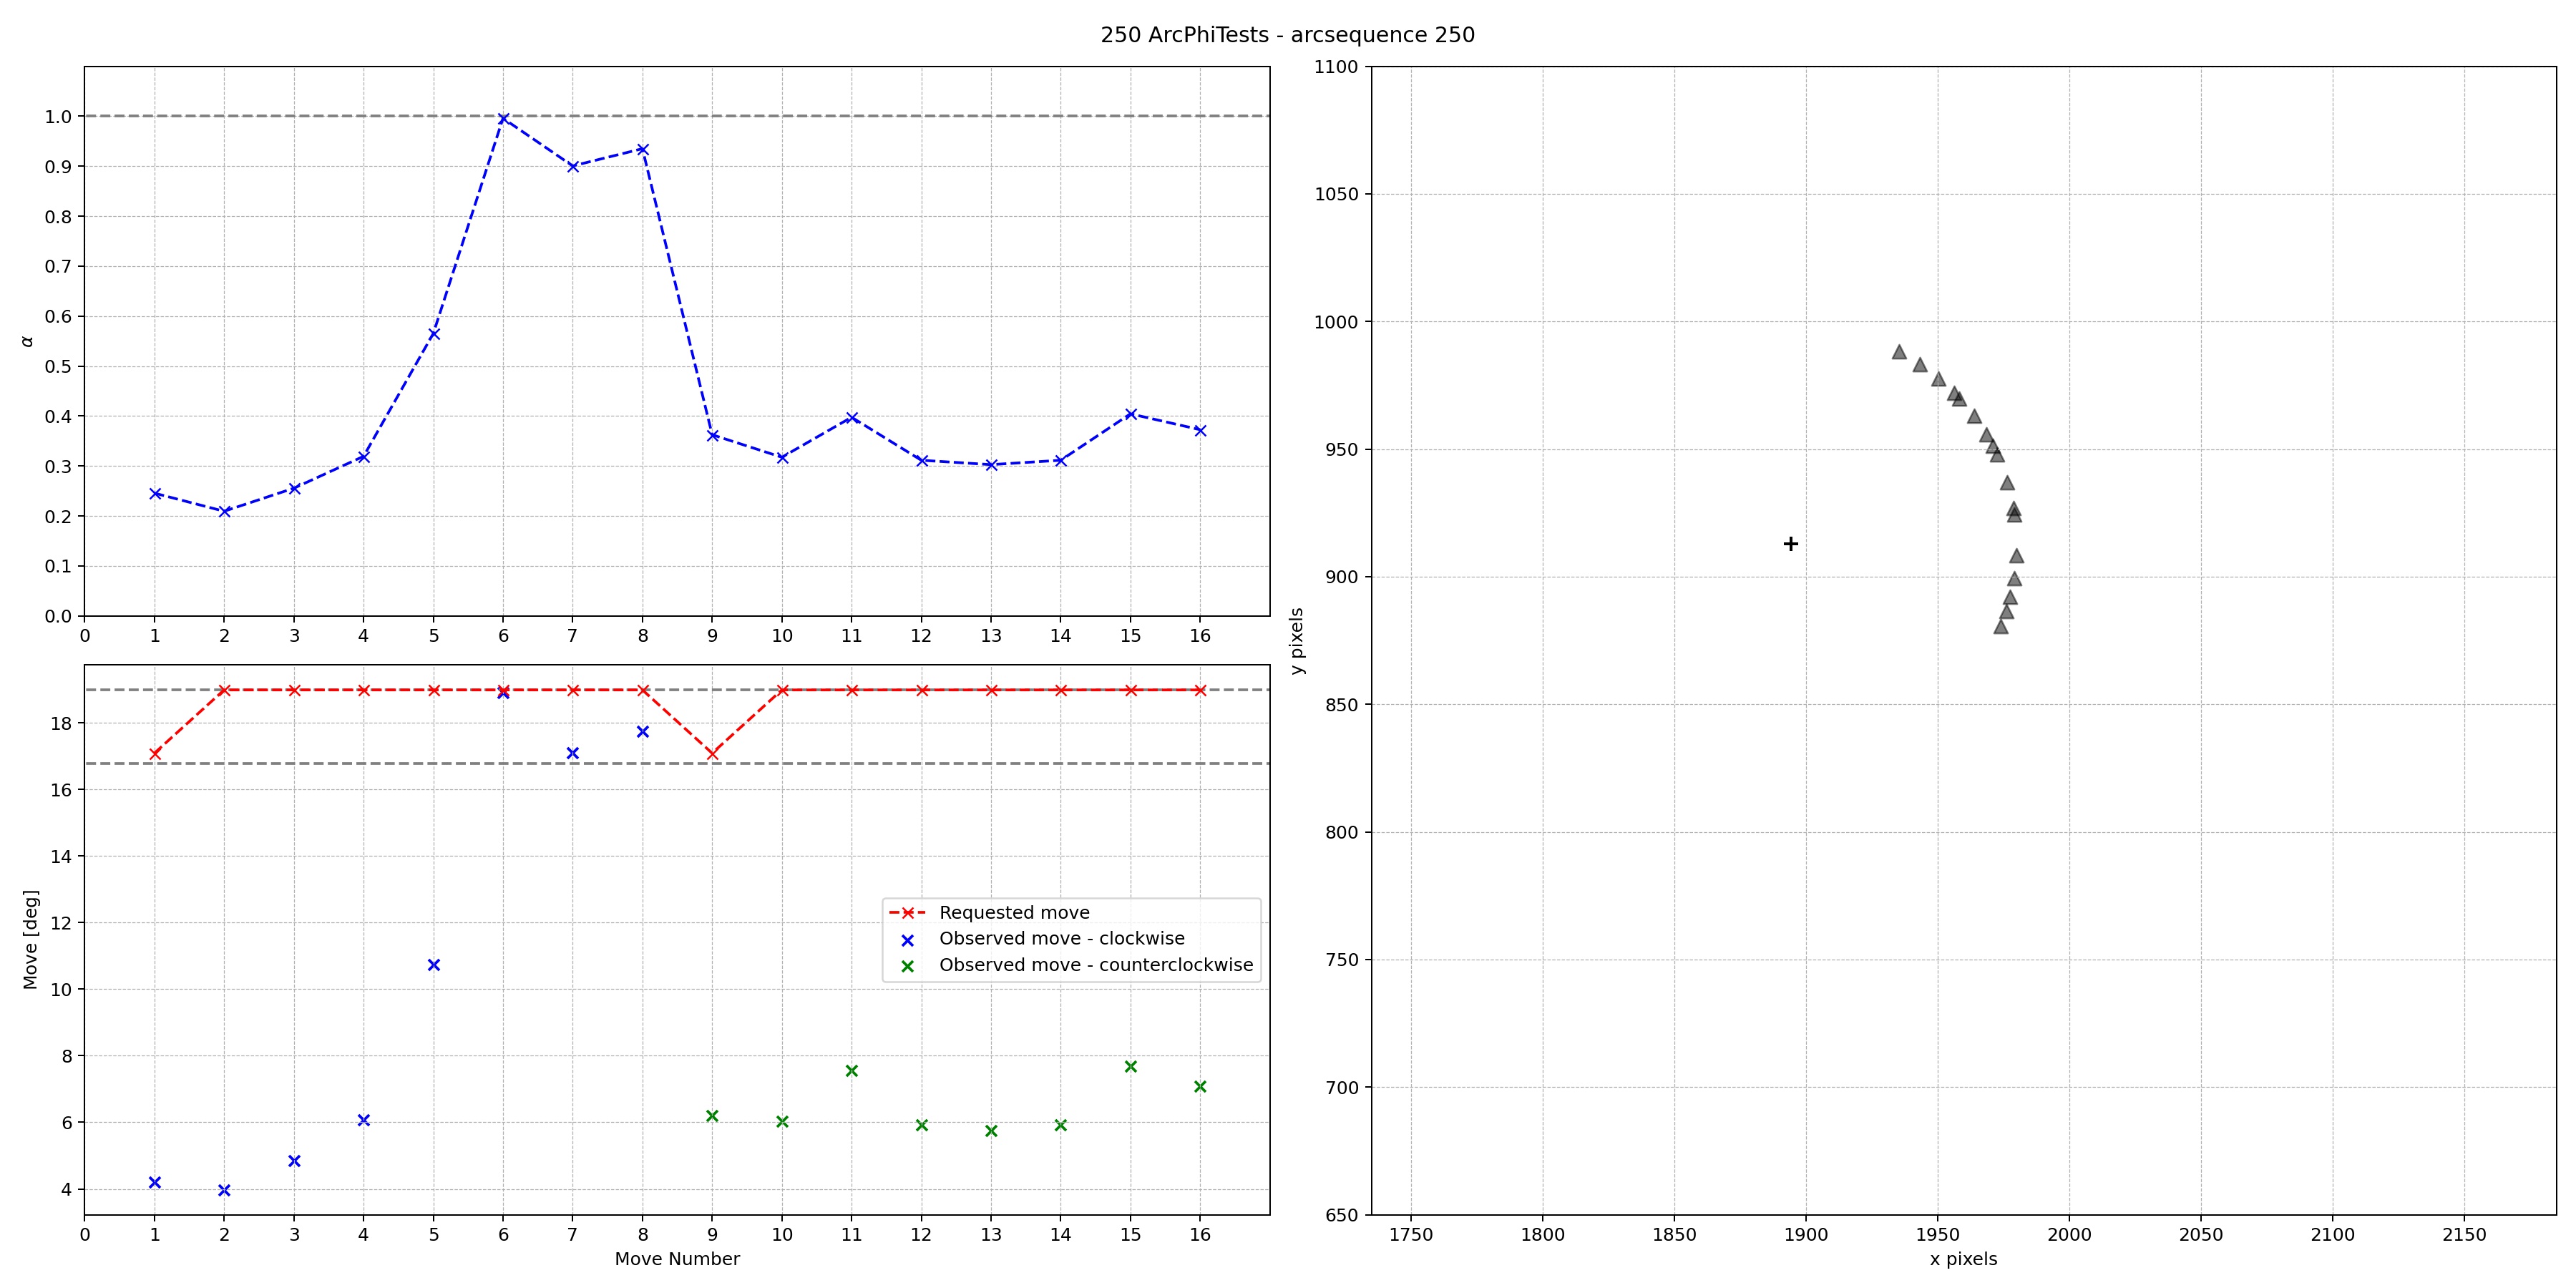 250 ArcPhiTests - arcsequence 250
1.0
0.9
0.8
0.7
0.6
0.5
0.4
0.3
0.2
0.1
0.0
α
0 1 2 3 4 5 6 7 8 9 10 11 12 13 14 15 16
18
16
14
12
10
8
6
4
Move [deg]
Requested move
Observed move - clockwise
Observed move - counterclockwise
0 1 2 3 4 5 6 7 8 9 10 11 12 13 14 15 16
Move Number
1100
1050
1000
950
900
850
800
750
700
650
y pixels
1750 1800 1850 1900 1950 2000 2050 2100 2150
x pixels